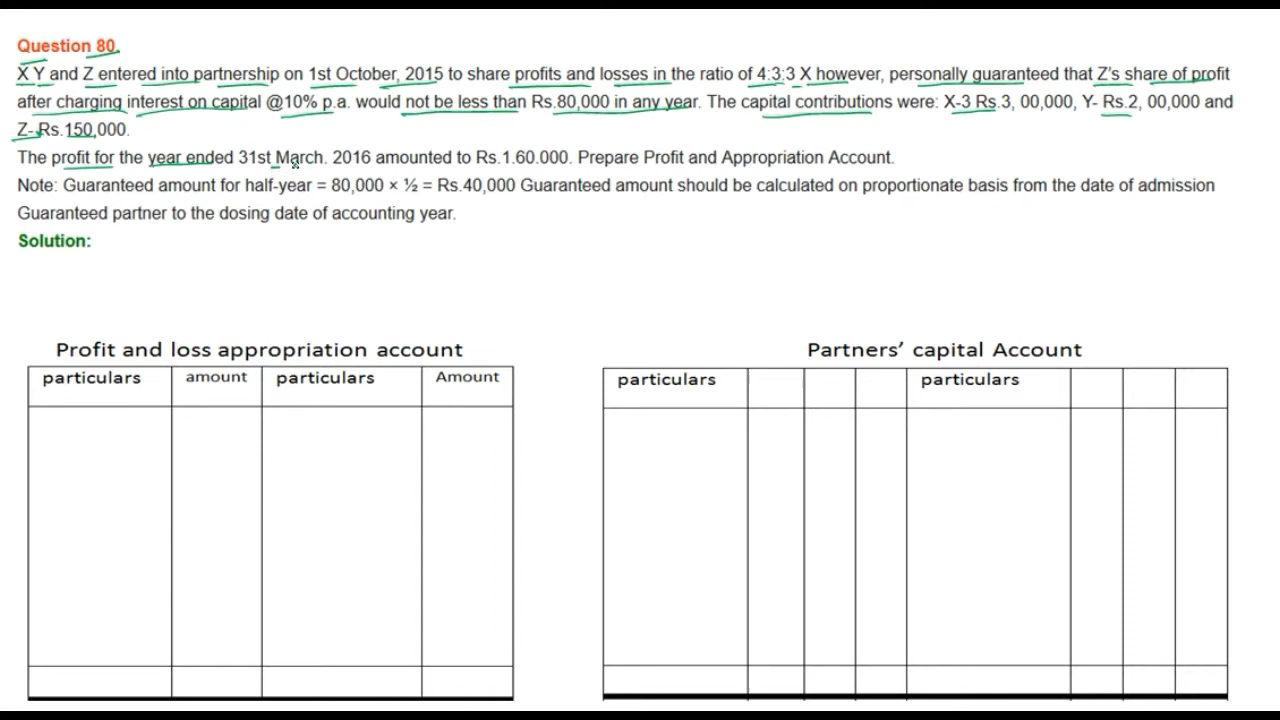 Question 80.
X Y and Z entered into partnership on 1st October, 2015 to share profits and losses in the ratio of 4:3:3 X however, personally guaranteed that Z's share of profit
after charging interest on capital @10% p.a. would not be less than Rs.80,000 in any year. The capital contributions were: X-3 Rs.3, 00,000, Y- Rs.2, 00,000 and
Z- Rs.150,000.
The profit for the year ended 31st March. 2016 amounted to Rs.1.60.000. Prepare Profit and Appropriation Account.
Note: Guaranteed amount for half-year = 80,000 × ½ = Rs.40,000 Guaranteed amount should be calculated on proportionate basis from the date of admission
Guaranteed partner to the dosing date of accounting year.
Solution:
Profit and loss appropriation account
particulars amount particulars Amount
Partners' capital Account
particulars particulars